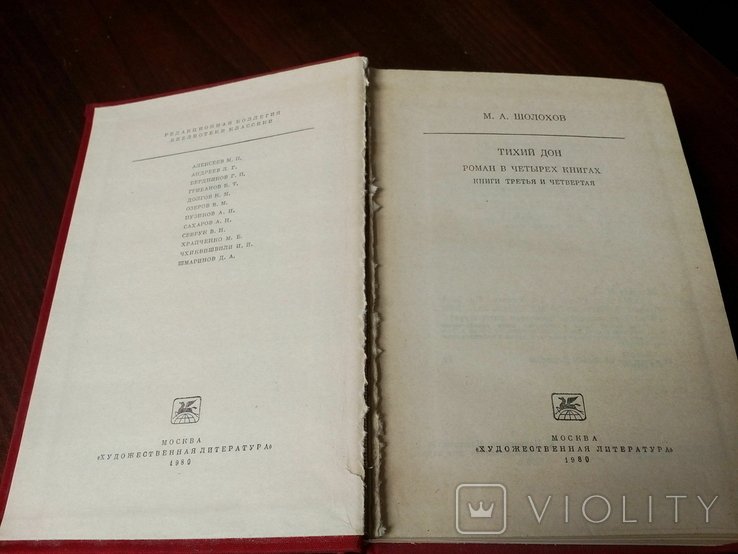 РЕДАКЦИОННАЯ КОЛЛЕГИЯ
БИБЛИОТЕКИ КЛАССИКИ
АЛЕКСЕЕВ М. П.
АНДРЕЕВ Л. Г.
БЕРДНИКОВ Г. П.
ГРИБАНОВ Б. Т.
ДОЛГОВ К. М.
ОЗЕРОВ В. М.
ПУЗИКОВ А. И.
САХАРОВ А. Н.
СЕВРУК В. Н.
ХРАПЧЕНКО М. Б.
ЧХИКВИШВИЛИ И. И.
ШМАРИНОВ Д. А.
МОСКВА
«ХУДОЖЕСТВЕННАЯ ЛИТЕРАТУРА»
1980
М. А. ШОЛОХОВ
ТИХИЙ ДОН
РОМАН В ЧЕТЫРЕХ КНИГАХ
КНИГИ ТРЕТЬЯ И ЧЕТВЕРТАЯ
МОСКВА
«ХУДОЖЕСТВЕННАЯ ЛИТЕРАТУРА»
1980
VIOLITY